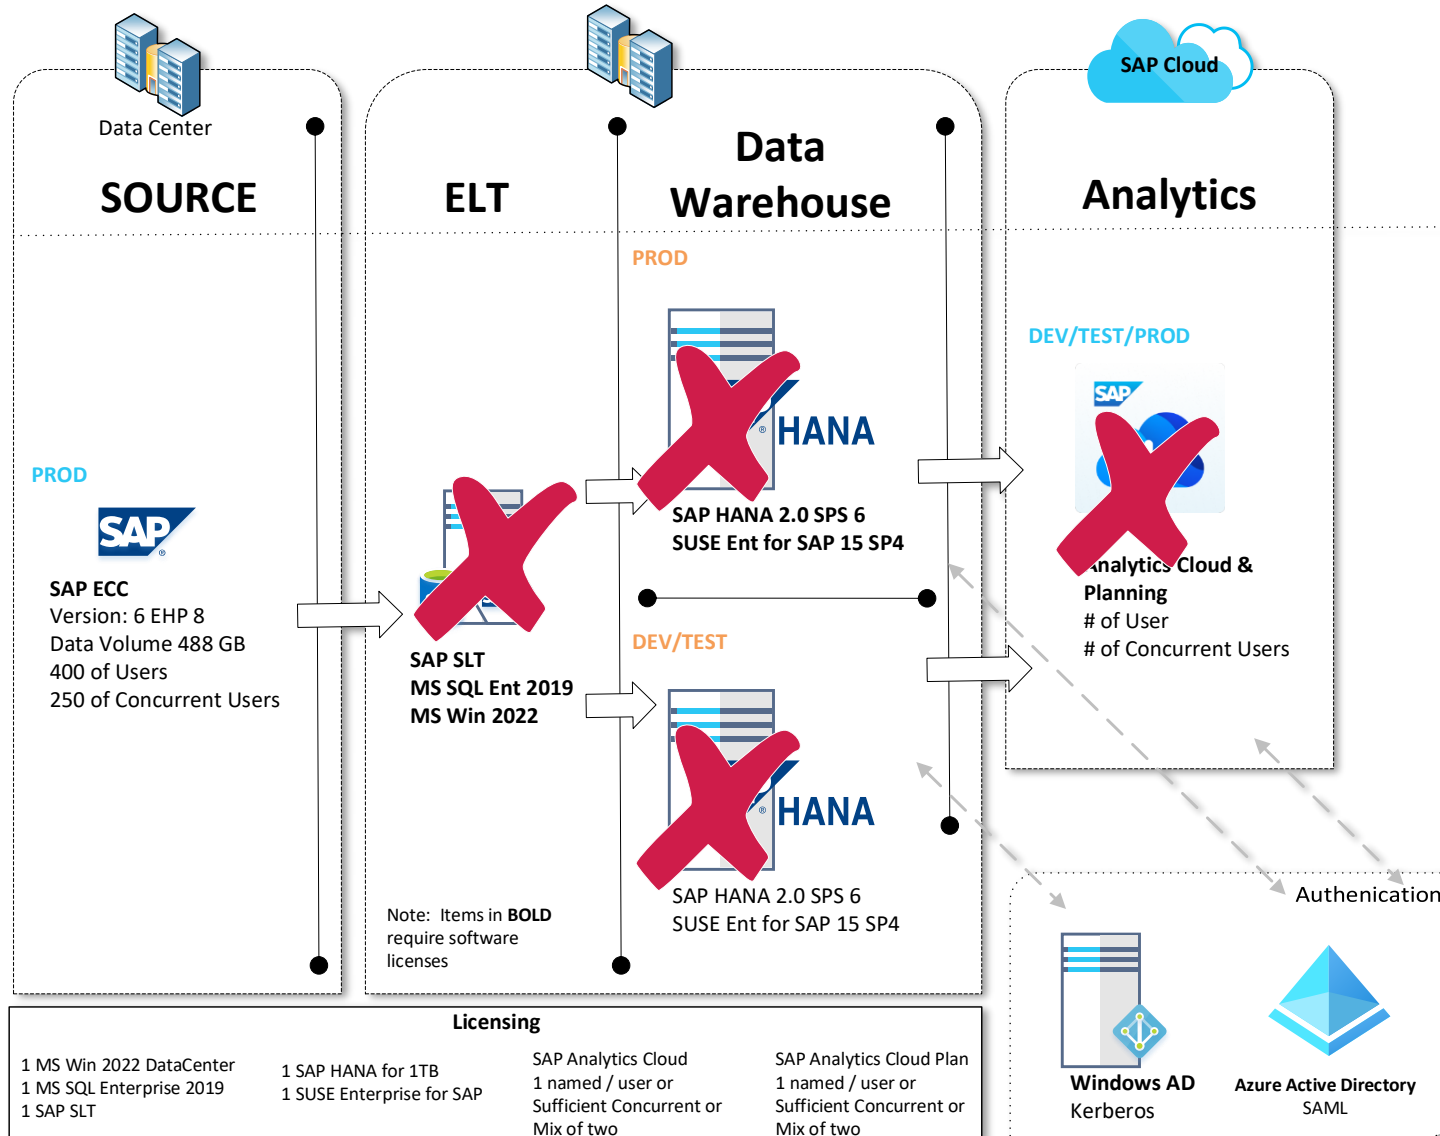 SAP Cloud
Data Center
SOURCE
ELT
Data
Warehouse
Analytics
PROD
DEV/TEST/PROD
SAP
HANA
PROD
SAP
SAP HANA 2.0 SPS 6
SUSE Ent for SAP 15 SP4
Analytics Cloud &
Planning
# of User
# of Concurrent Users
SAP ECC
Version: 6 EHP 8
Data Volume 488 GB
400 of Users
250 of Concurrent Users
DEV/TEST
SAP SLT
MS SQL Ent 2019
MS Win 2022
HANA
SAP HANA 2.0 SPS 6
SUSE Ent for SAP 15 SP4
Note: Items in BOLD
require software
licenses
Authenication
Windows AD
Kerberos
Azure Active Directory
SAML
Licensing
1 MS Win 2022 DataCenter
1 MS SQL Enterprise 2019
1 SAP SLT
1 SAP HANA for 1TB
1 SUSE Enterprise for SAP
SAP Analytics Cloud
1 named / user or
Sufficient Concurrent or
Mix of two
SAP Analytics Cloud Plan
1 named / user or
Sufficient Concurrent or
Mix of two